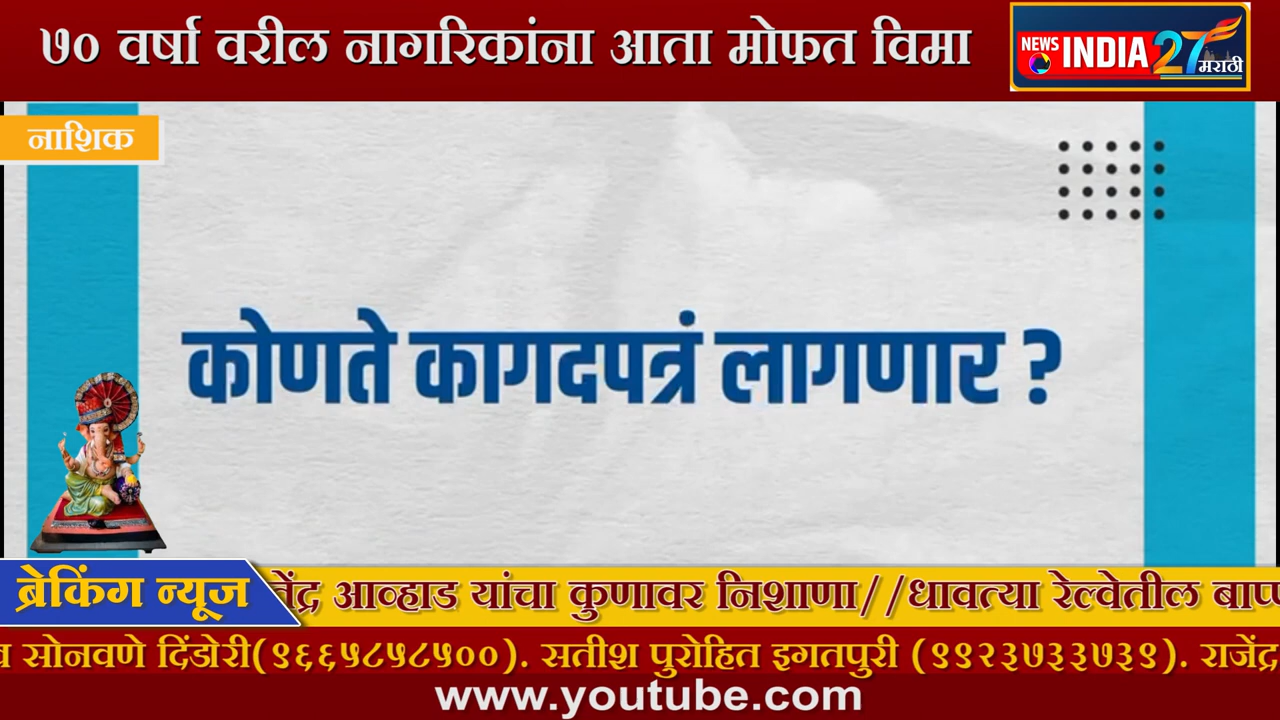 ७० वर्षा वरील नागरिकांना आता मोफत विमा
NEWS INDIA 27 मराठी
नाशिक
कोणते कागदपत्रं लागणार ?
ब्रेकिंग न्यूज
आव्हाड यांचा कुणावर निशाणा//धावत्या रेल्वेतील
सोनवणे दिंडोरी(९६६५८५८५००). सतीश पुरोहित इगतपुरी (९९२३७३३७३९). राजेंद्र
www.youtube.com